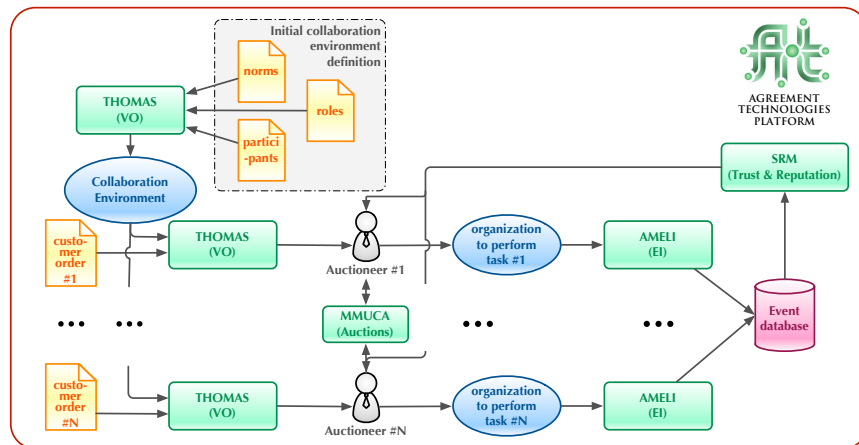 Initial collaboration
environment
definition
norms
THOMAS
(VO)
roles
partici
-pants
AGREEMENT
TECHNOLOGIES
PLATFORM
SRM
(Trust & Reputation)
Collaboration
Environment
custo-
mer
order
#1
THOMAS
(VO)
Auctioneer #1
organization
to perform
task #1
AMELI
(EI)
MMUCA
(Auctions)
Event
database
•••
•••
•••
•••
custo-
mer
order
#N
THOMAS
(VO)
Auctioneer #N
organization
to perform
task #N
AMELI
(EI)